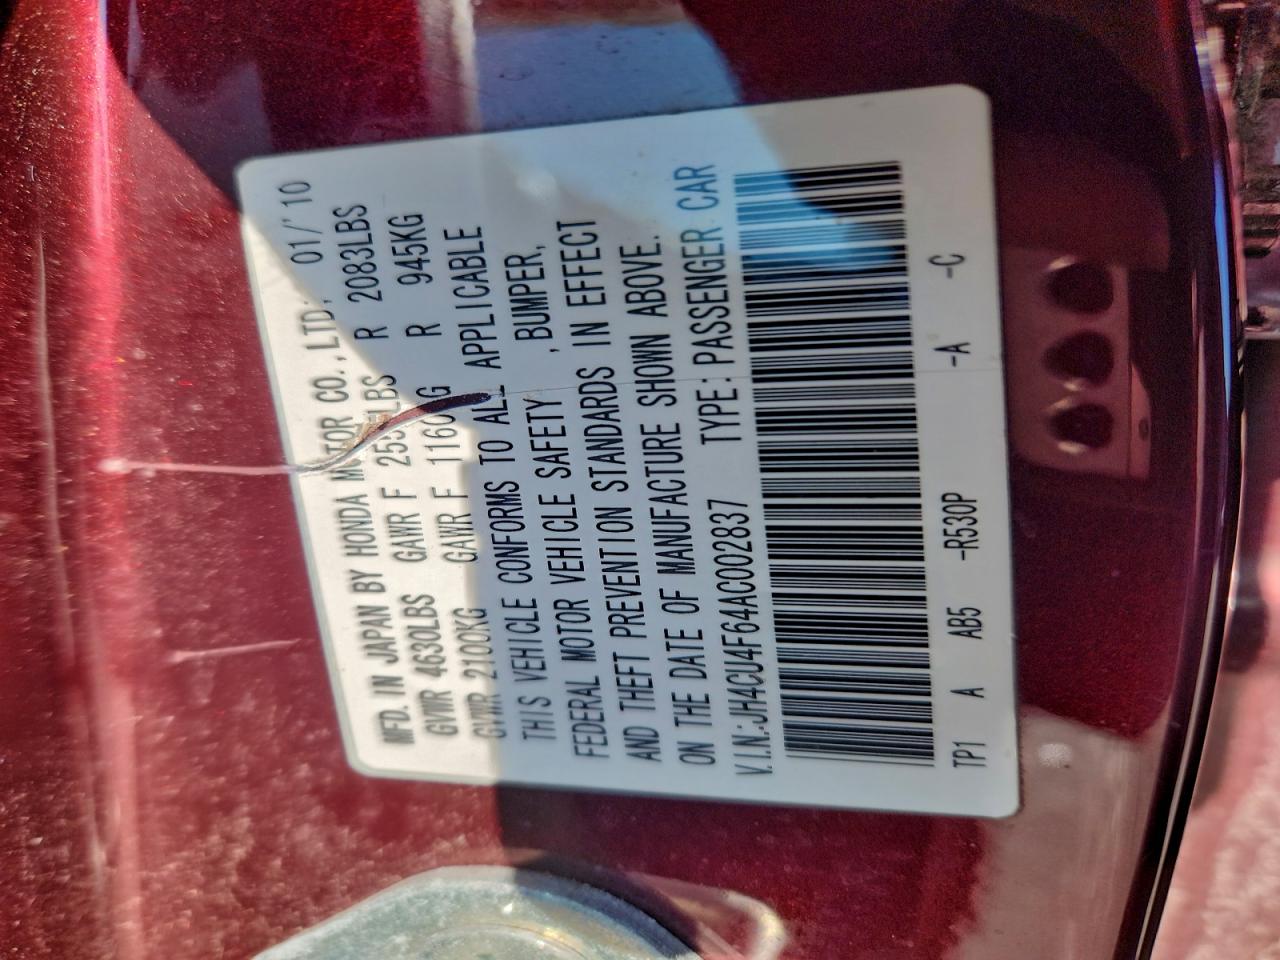 MFD. IN JAPAN BY HONDA MOTOR CO., LTD. 01/'10
GVWR 4630LBS GAWR F LBS R 2083LBS
GVWR 2100KG GAWR F 1160KG R 945KG
THIS VEHICLE CONFORMS TO ALL APPLICABLE
FEDERAL MOTOR VEHICLE SAFETY , BUMPER,
AND THEFT PREVENTION STANDARDS IN EFFECT
ON THE DATE OF MANUFACTURE SHOWN ABOVE.
V.I.N.:JH4CU4F64AC002837 TYPE:PASSENGER CAR
TP1 A AB5 -R530P -A -C